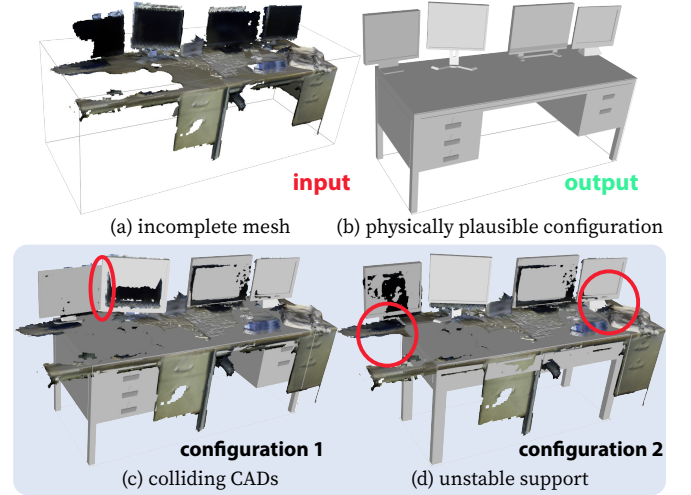 input
output
(a) incomplete mesh
(b) physically plausible configuration
configuration 1
configuration 2
(c) colliding CADs
(d) unstable support